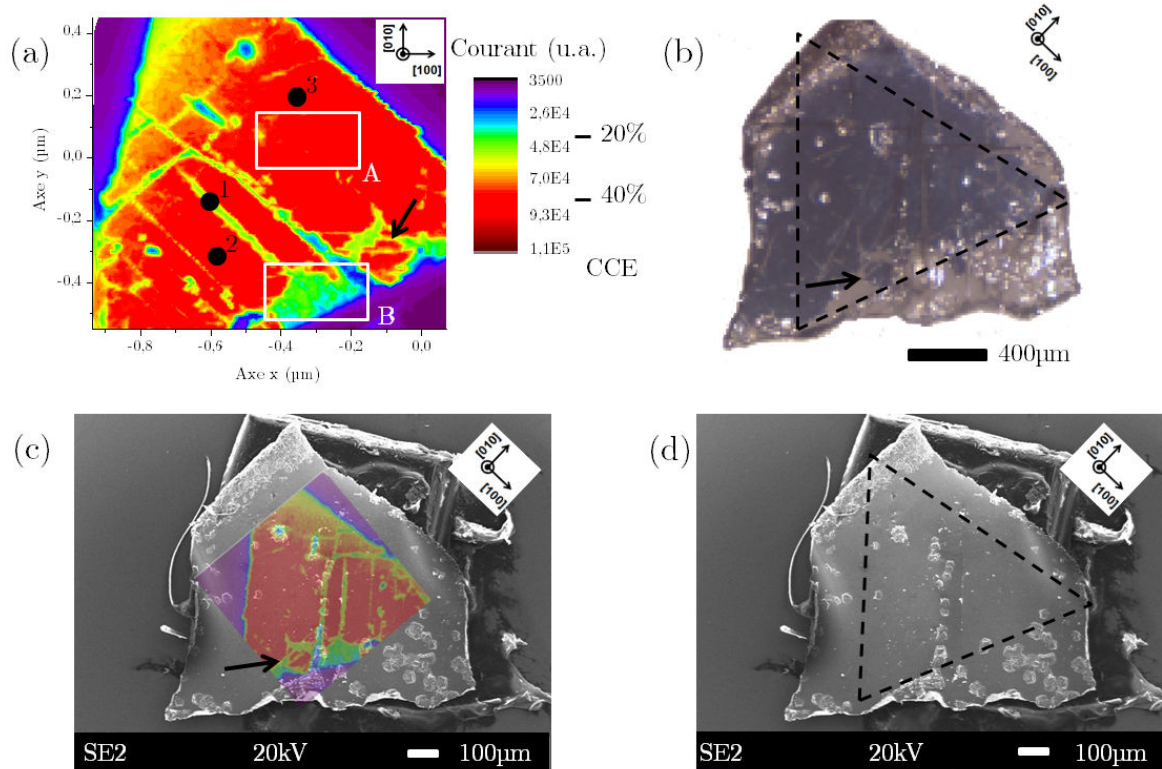 (a)
0,4
0,2
0,0
-0,2
-0,4
Axe y (µm)
-0,8
-0,6
-0,4
-0,2
0,0
Axe x (µm)
[010]
[100]
3
A
1
2
B
Courant (u.a.)
3500
2.6E4
4,8E4
7,0E4
9.3E4
1,1E5
20%
40%
CCE
(b)
[010]
[100]
400µm
(c)
[010]
[100]
SE2 20kV 100µm
(d)
[010]
[100]
SE2 20kV 100µm